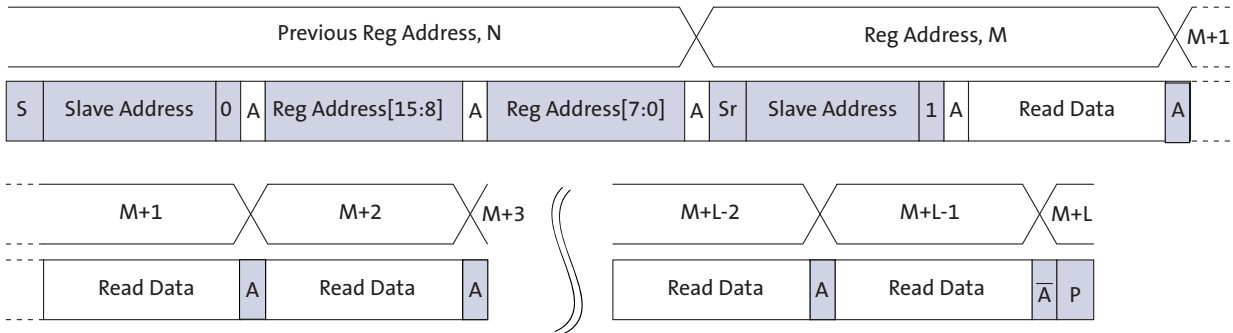 Previous Reg Address, N Reg Address, M M+1
S Slave Address 0 A Reg Address[15:8] A Reg Address[7:0] A Sr Slave Address 1 A Read Data A
M+1 M+2 M+3 M+L-2 M+L-1 M+L
Read Data A Read Data A Read Data A Read Data A̅ P